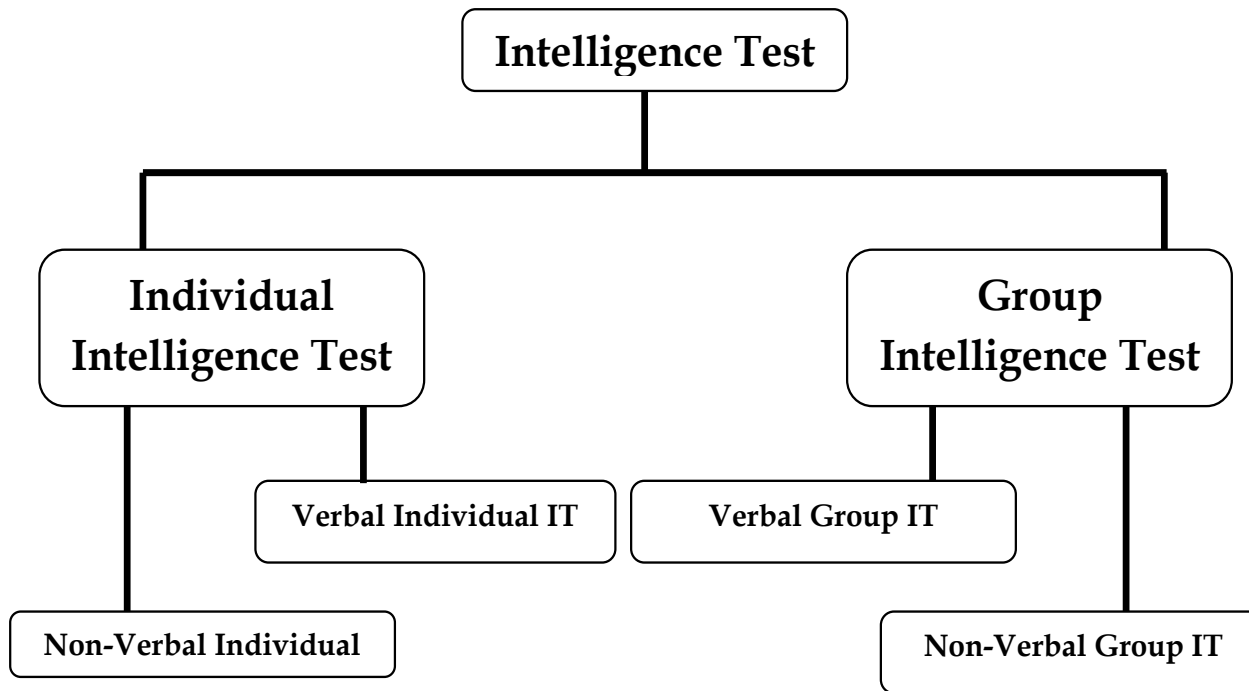 Intelligence Test
Individual
Intelligence Test
Group
Intelligence Test
Verbal Individual IT
Verbal Group IT
Non-Verbal Individual
Non-Verbal Group IT